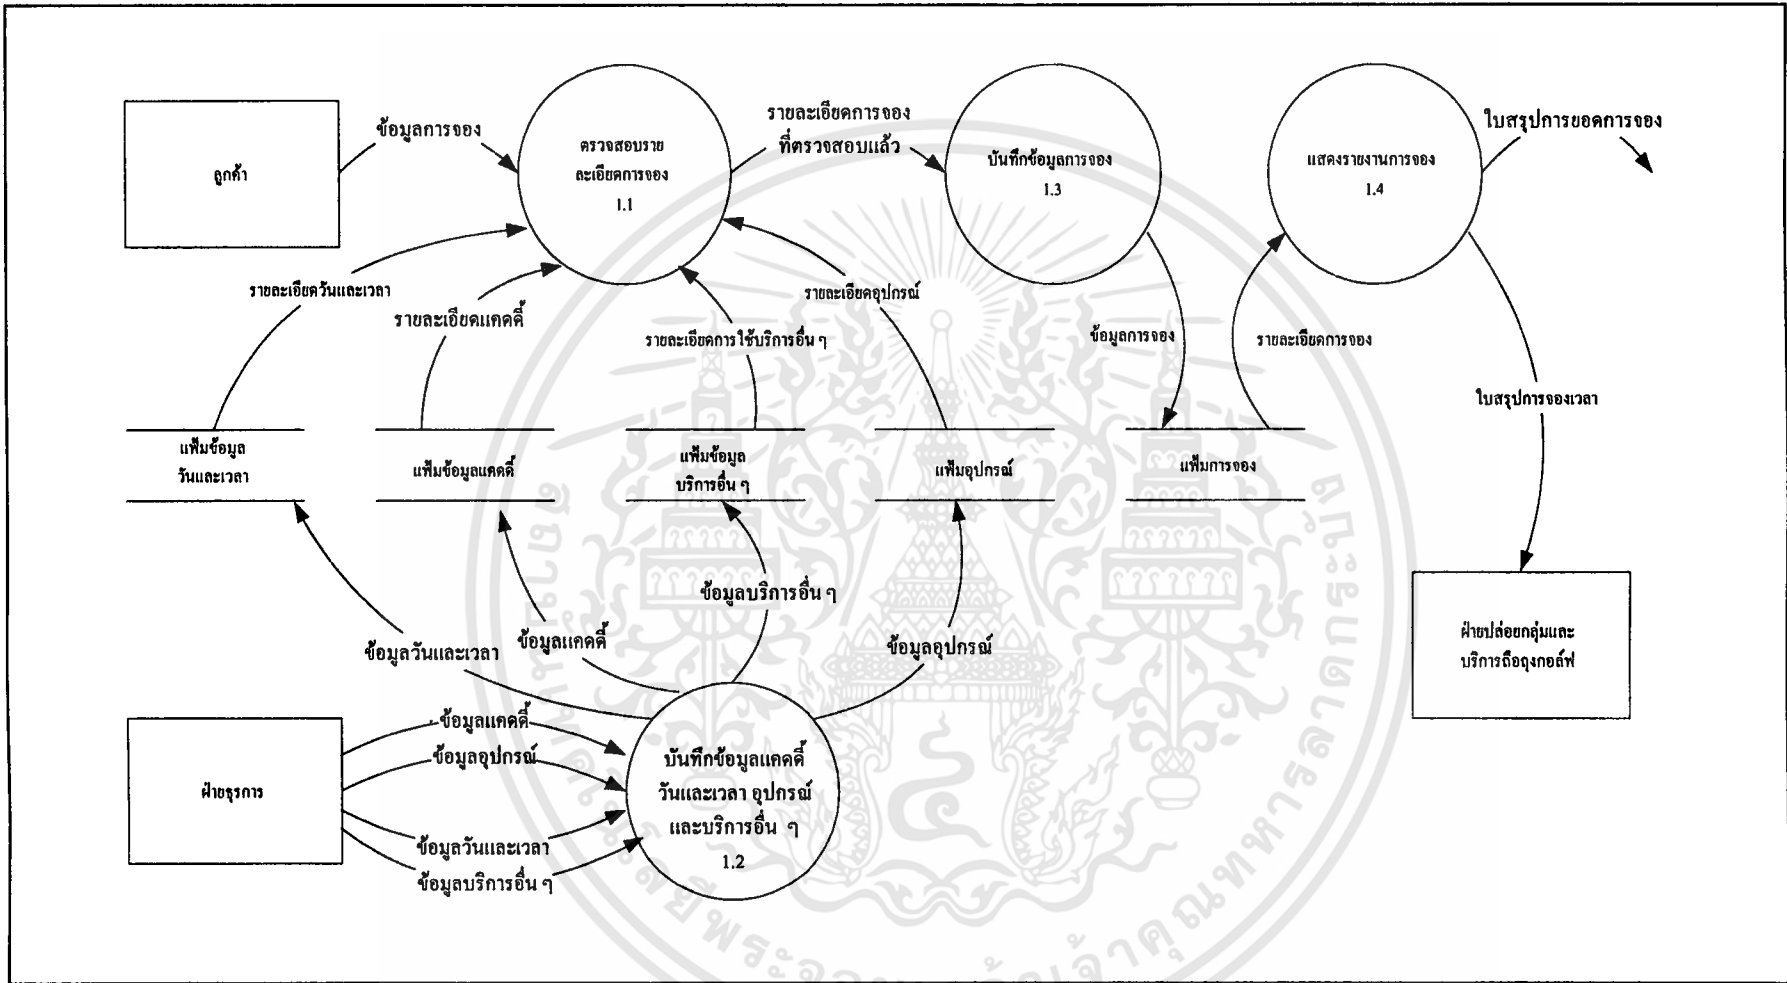 ลูกค้า
ข้อมูลการจอง
ตรวจสอบราย
ละเอียดการจอง
1.1
รายละเอียดการจอง
ที่ตรวจสอบแล้ว
บันทึกข้อมูลการจอง
1.3
แสดงรายงานการจอง
1.4
ใบสรุปการยอดการจอง
รายละเอียดวันและเวลา
รายละเอียดแคดดี้
รายละเอียดการใช้บริการอื่น ๆ
รายละเอียดอุปกรณ์
ข้อมูลการจอง
รายละเอียดการจอง
ใบสรุปการจองเวลา
แฟ้มข้อมูล
วันและเวลา
แฟ้มข้อมูลแคดดี้
แฟ้มข้อมูล
บริการอื่น ๆ
แฟ้มอุปกรณ์
แฟ้มการจอง
ข้อมูลวันและเวลา
ข้อมูลแคดดี้
ข้อมูลบริการอื่น ๆ
ข้อมูลอุปกรณ์
ฝ่ายปล่อยกลุ่มและ
บริการถือถุงกอล์ฟ
ฝ่ายธุรการ
ข้อมูลแคดดี้
ข้อมูลอุปกรณ์
ข้อมูลวันและเวลา
ข้อมูลบริการอื่น ๆ
บันทึกข้อมูลแคดดี้
วันและเวลา อุปกรณ์
และบริการอื่น ๆ
1.2